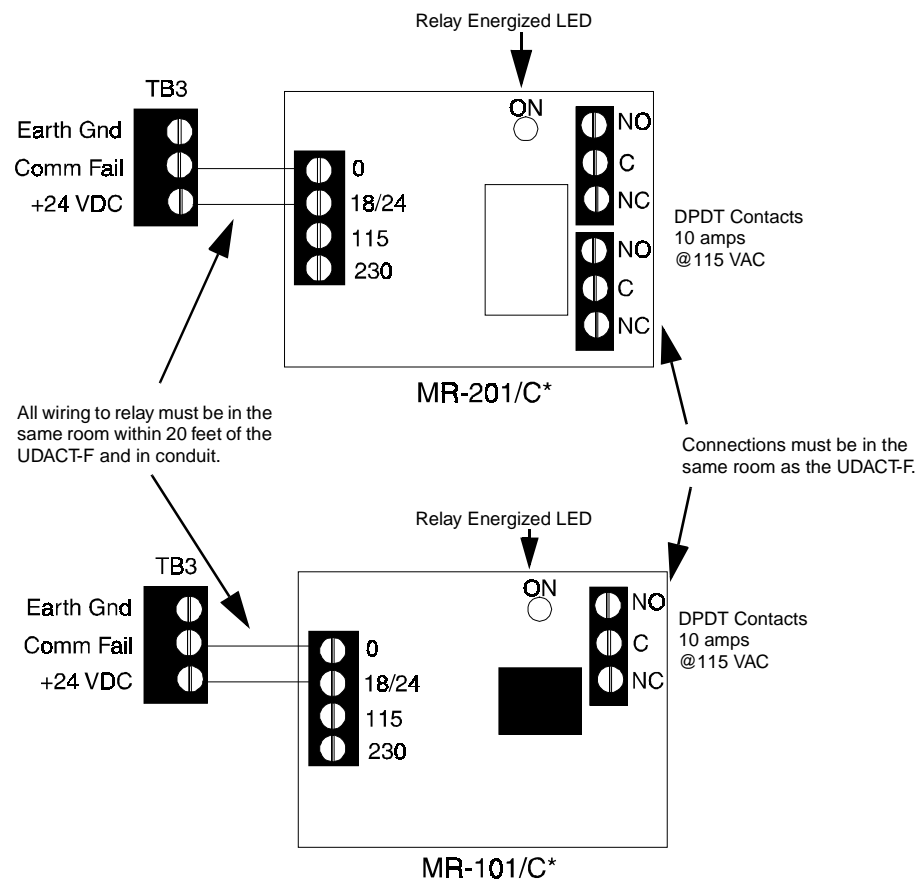 Relay Energized LED
TB3
Earth Gnd
Comm Fail
+24 VDC
0
18/24
115
230
ON
NO
C
NC
NO
C
NC
DPDT Contacts
10 amps
@115 VAC
MR-201/C*
All wiring to relay must be in the
same room within 20 feet of the
UDACT-F and in conduit.
Connections must be in the
same room as the UDACT-F.
Relay Energized LED
TB3
Earth Gnd
Comm Fail
+24 VDC
0
18/24
115
230
ON
NO
C
NC
DPDT Contacts
10 amps
@115 VAC
MR-101/C*